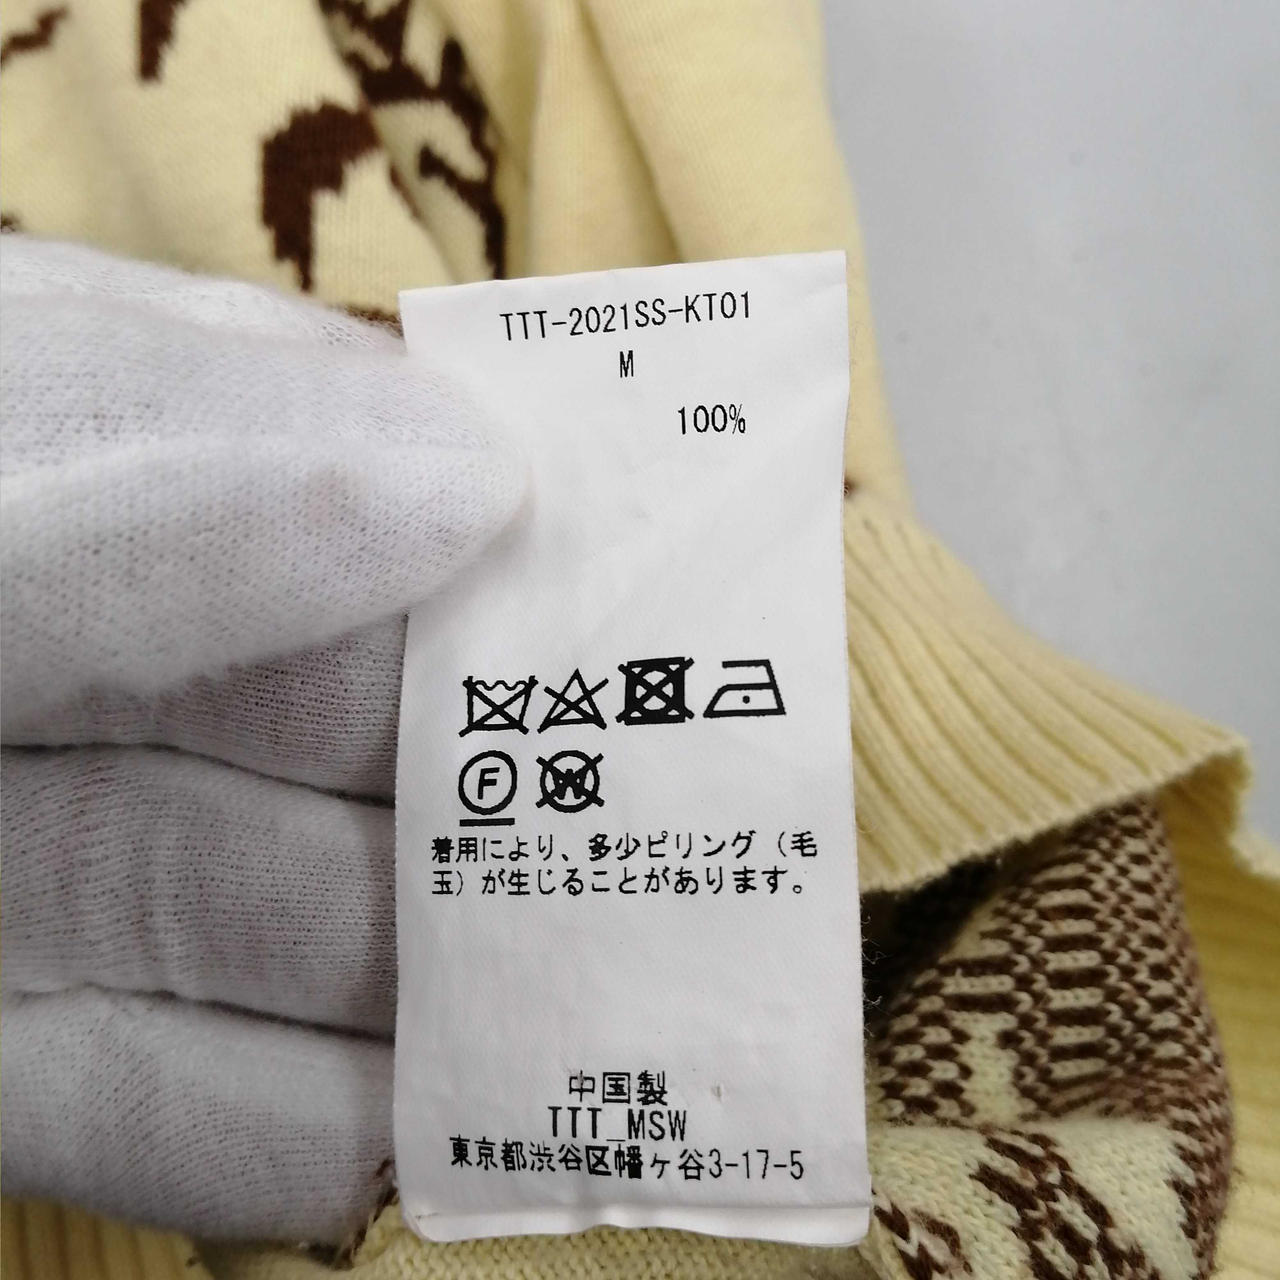 TTT-2021SS-KT01
M
100%
F
W
着用により、多少ピリング（毛
玉）が生じることがあります。
中国製
TTT_MSW
東京都渋谷区幡ヶ谷3-17-5